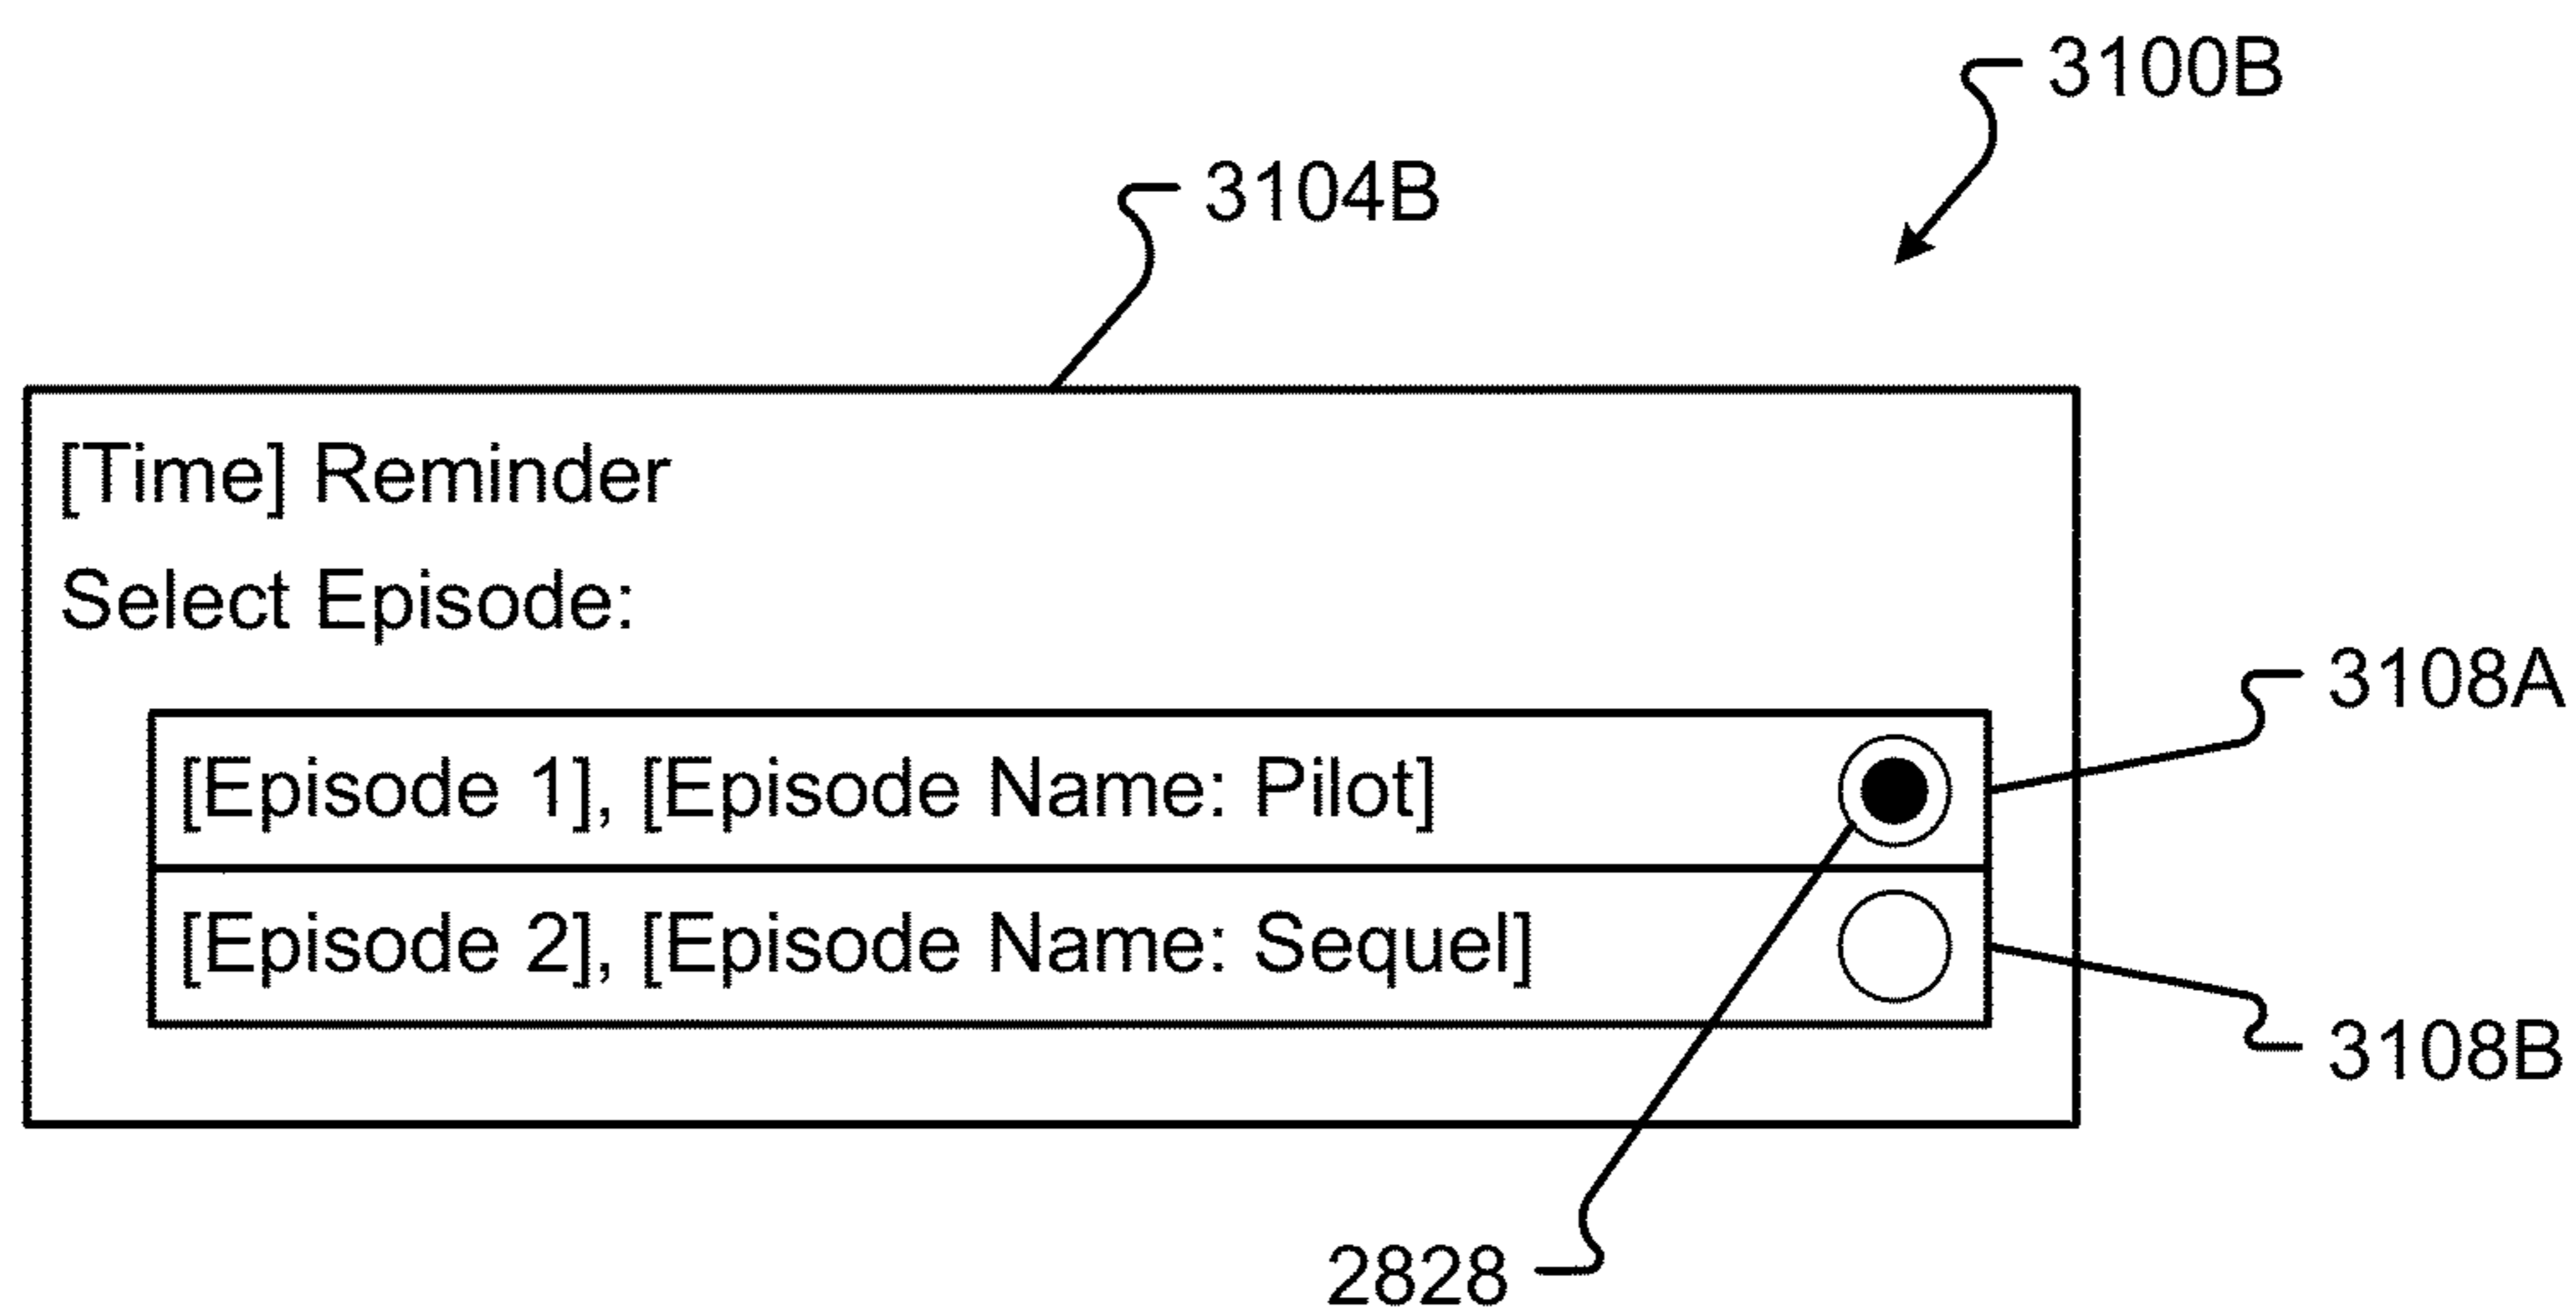 3100B
3104B
[Time] Reminder
Select Episode:
3108A
[Episode 1], [Episode Name: Pilot]
[Episode 2], [Episode Name: Sequel]
3108B
2828